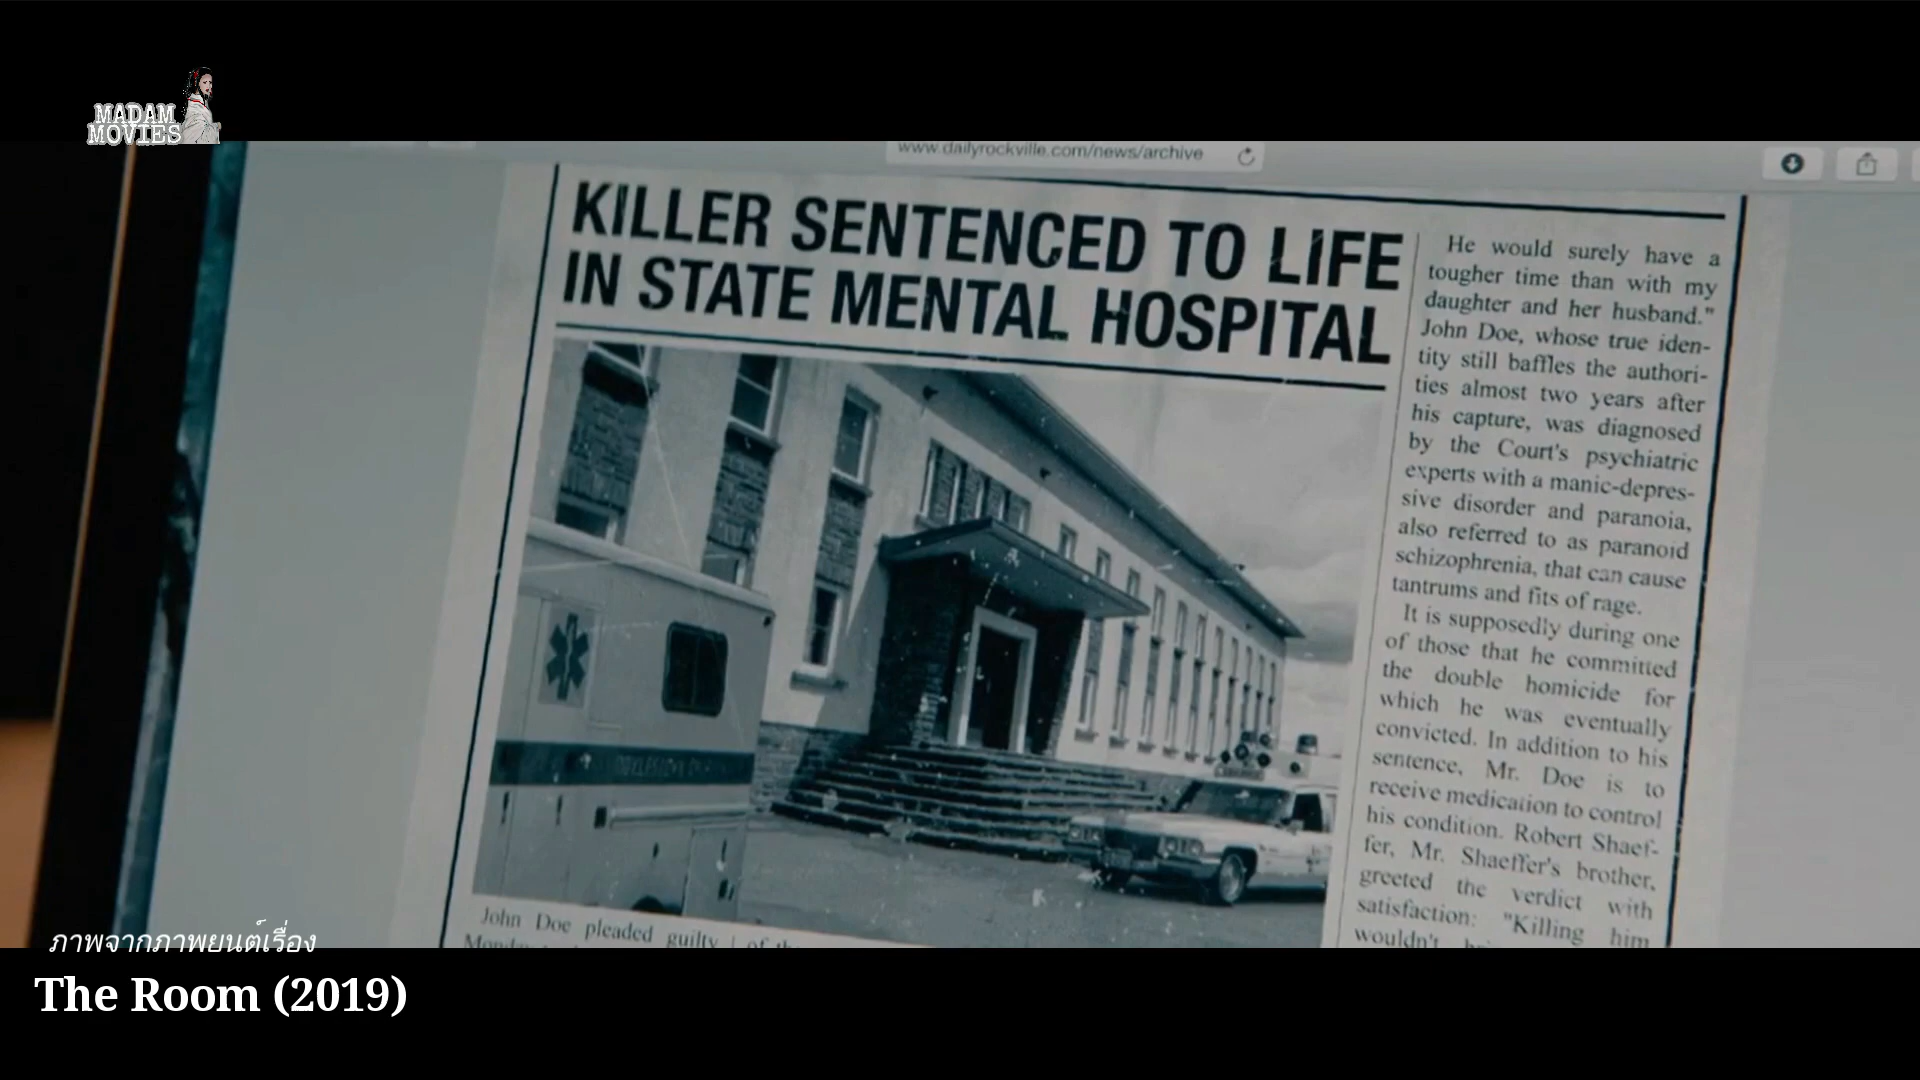 MADAM
MOVIES
www.dailyrockville.com/news/archive
KILLER SENTENCED TO LIFE
IN STATE MENTAL HOSPITAL
He would surely have a
tougher time than with my
daughter and her husband."
John Doe, whose true iden-
tity still baffles the authori-
ties almost two years after
his capture, was diagnosed
by the Court's psychiatric
experts with a manic-depres-
sive disorder and paranoia,
also referred to as paranoid
schizophrenia, that can cause
tantrums and fits of rage.
It is supposedly during one
of those that he committed
the double homicide for
which he was eventually
convicted. In addition to his
sentence, Mr. Doe is to
receive medication to control
his condition. Robert Shaef-
fer, Mr. Shaeffer's brother,
greeted the verdict with
satisfaction: "Killing him
wouldn't
John Doe pleaded guilty
of
ภาพจากภาพยนต์เรื่อง
The Room (2019)